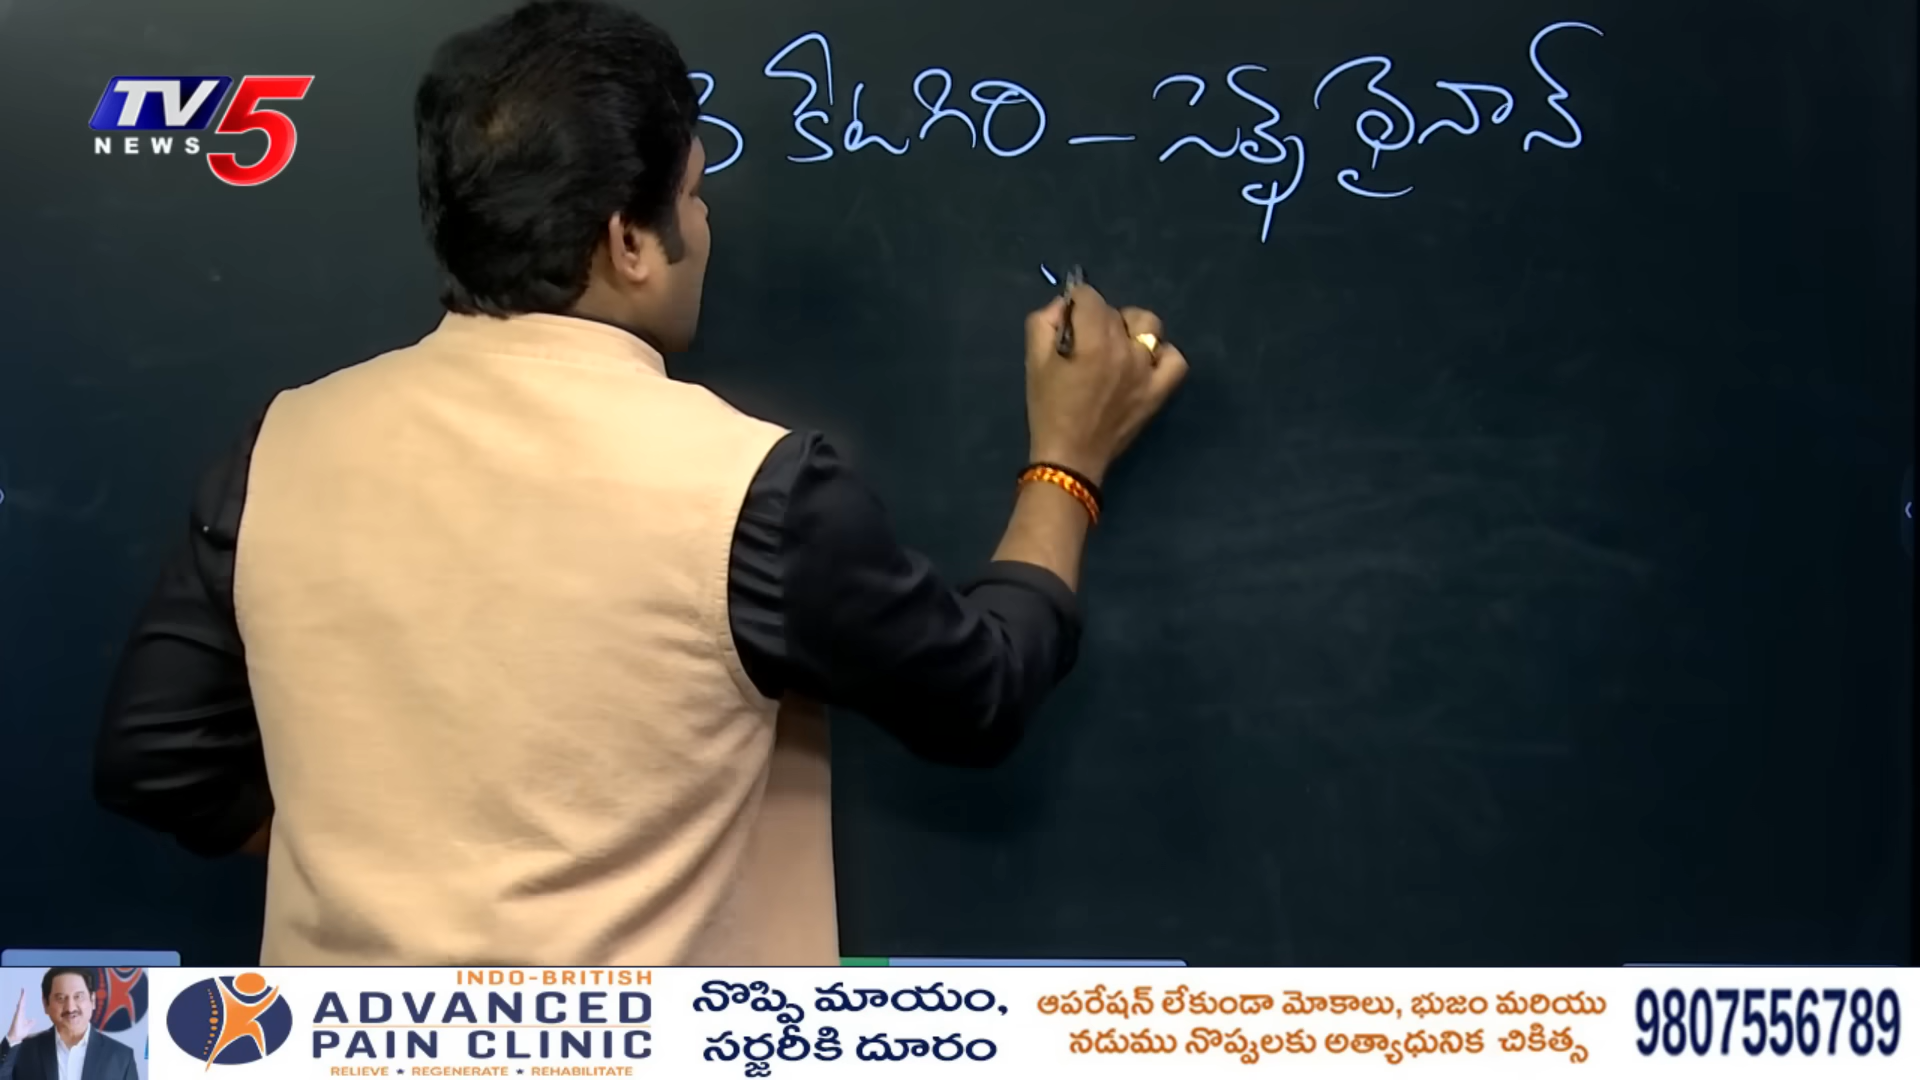 TV5
NEWS
కేటగిరి – సెల్ఫ్ ఫైనాన్
INDO-BRITISH
ADVANCED
PAIN CLINIC
RELIEVE ★ REGENERATE ★ REHABILITATE
నొప్పి మాయం,
సర్జరీకి దూరం
ఆపరేషన్ లేకుండా మోకాలు, భుజం మరియు
నడుము నొప్పులకు అత్యాధునిక చికిత్స
9807556789